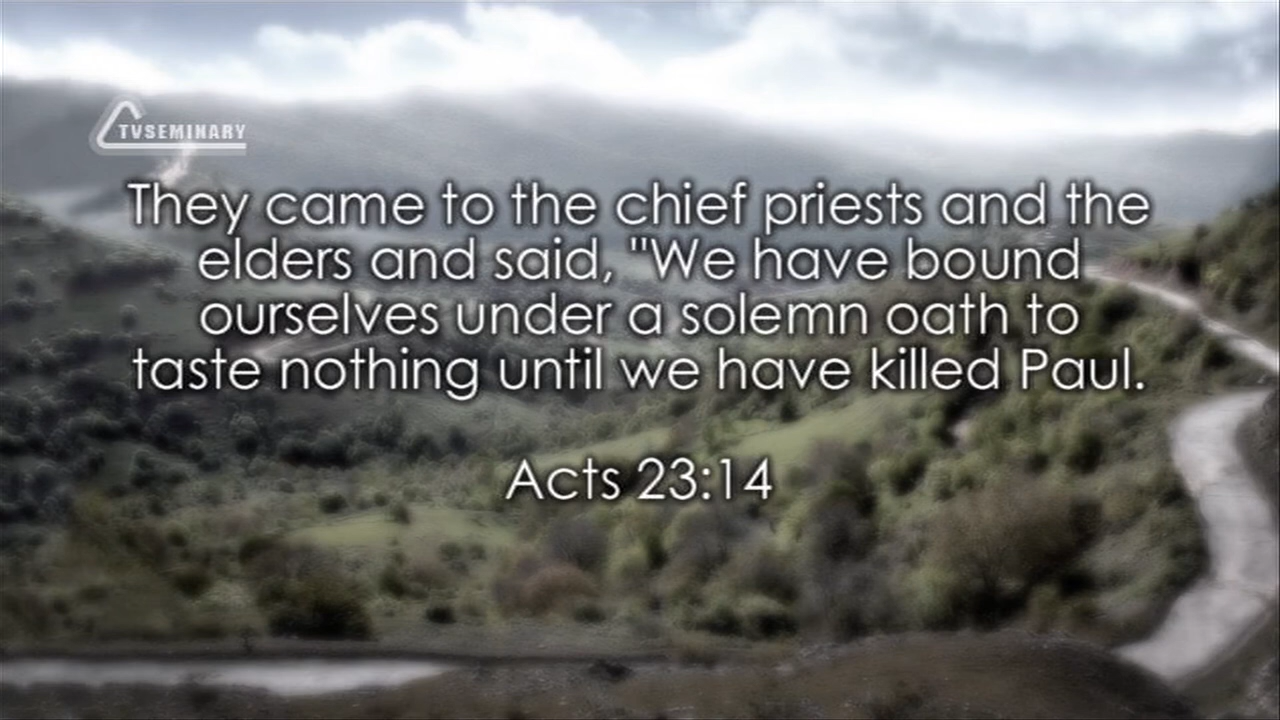 TVSEMINARY
They came to the chief priests and the
elders and said, "We have bound
ourselves under a solemn oath to
taste nothing until we have killed Paul.
Acts 23:14